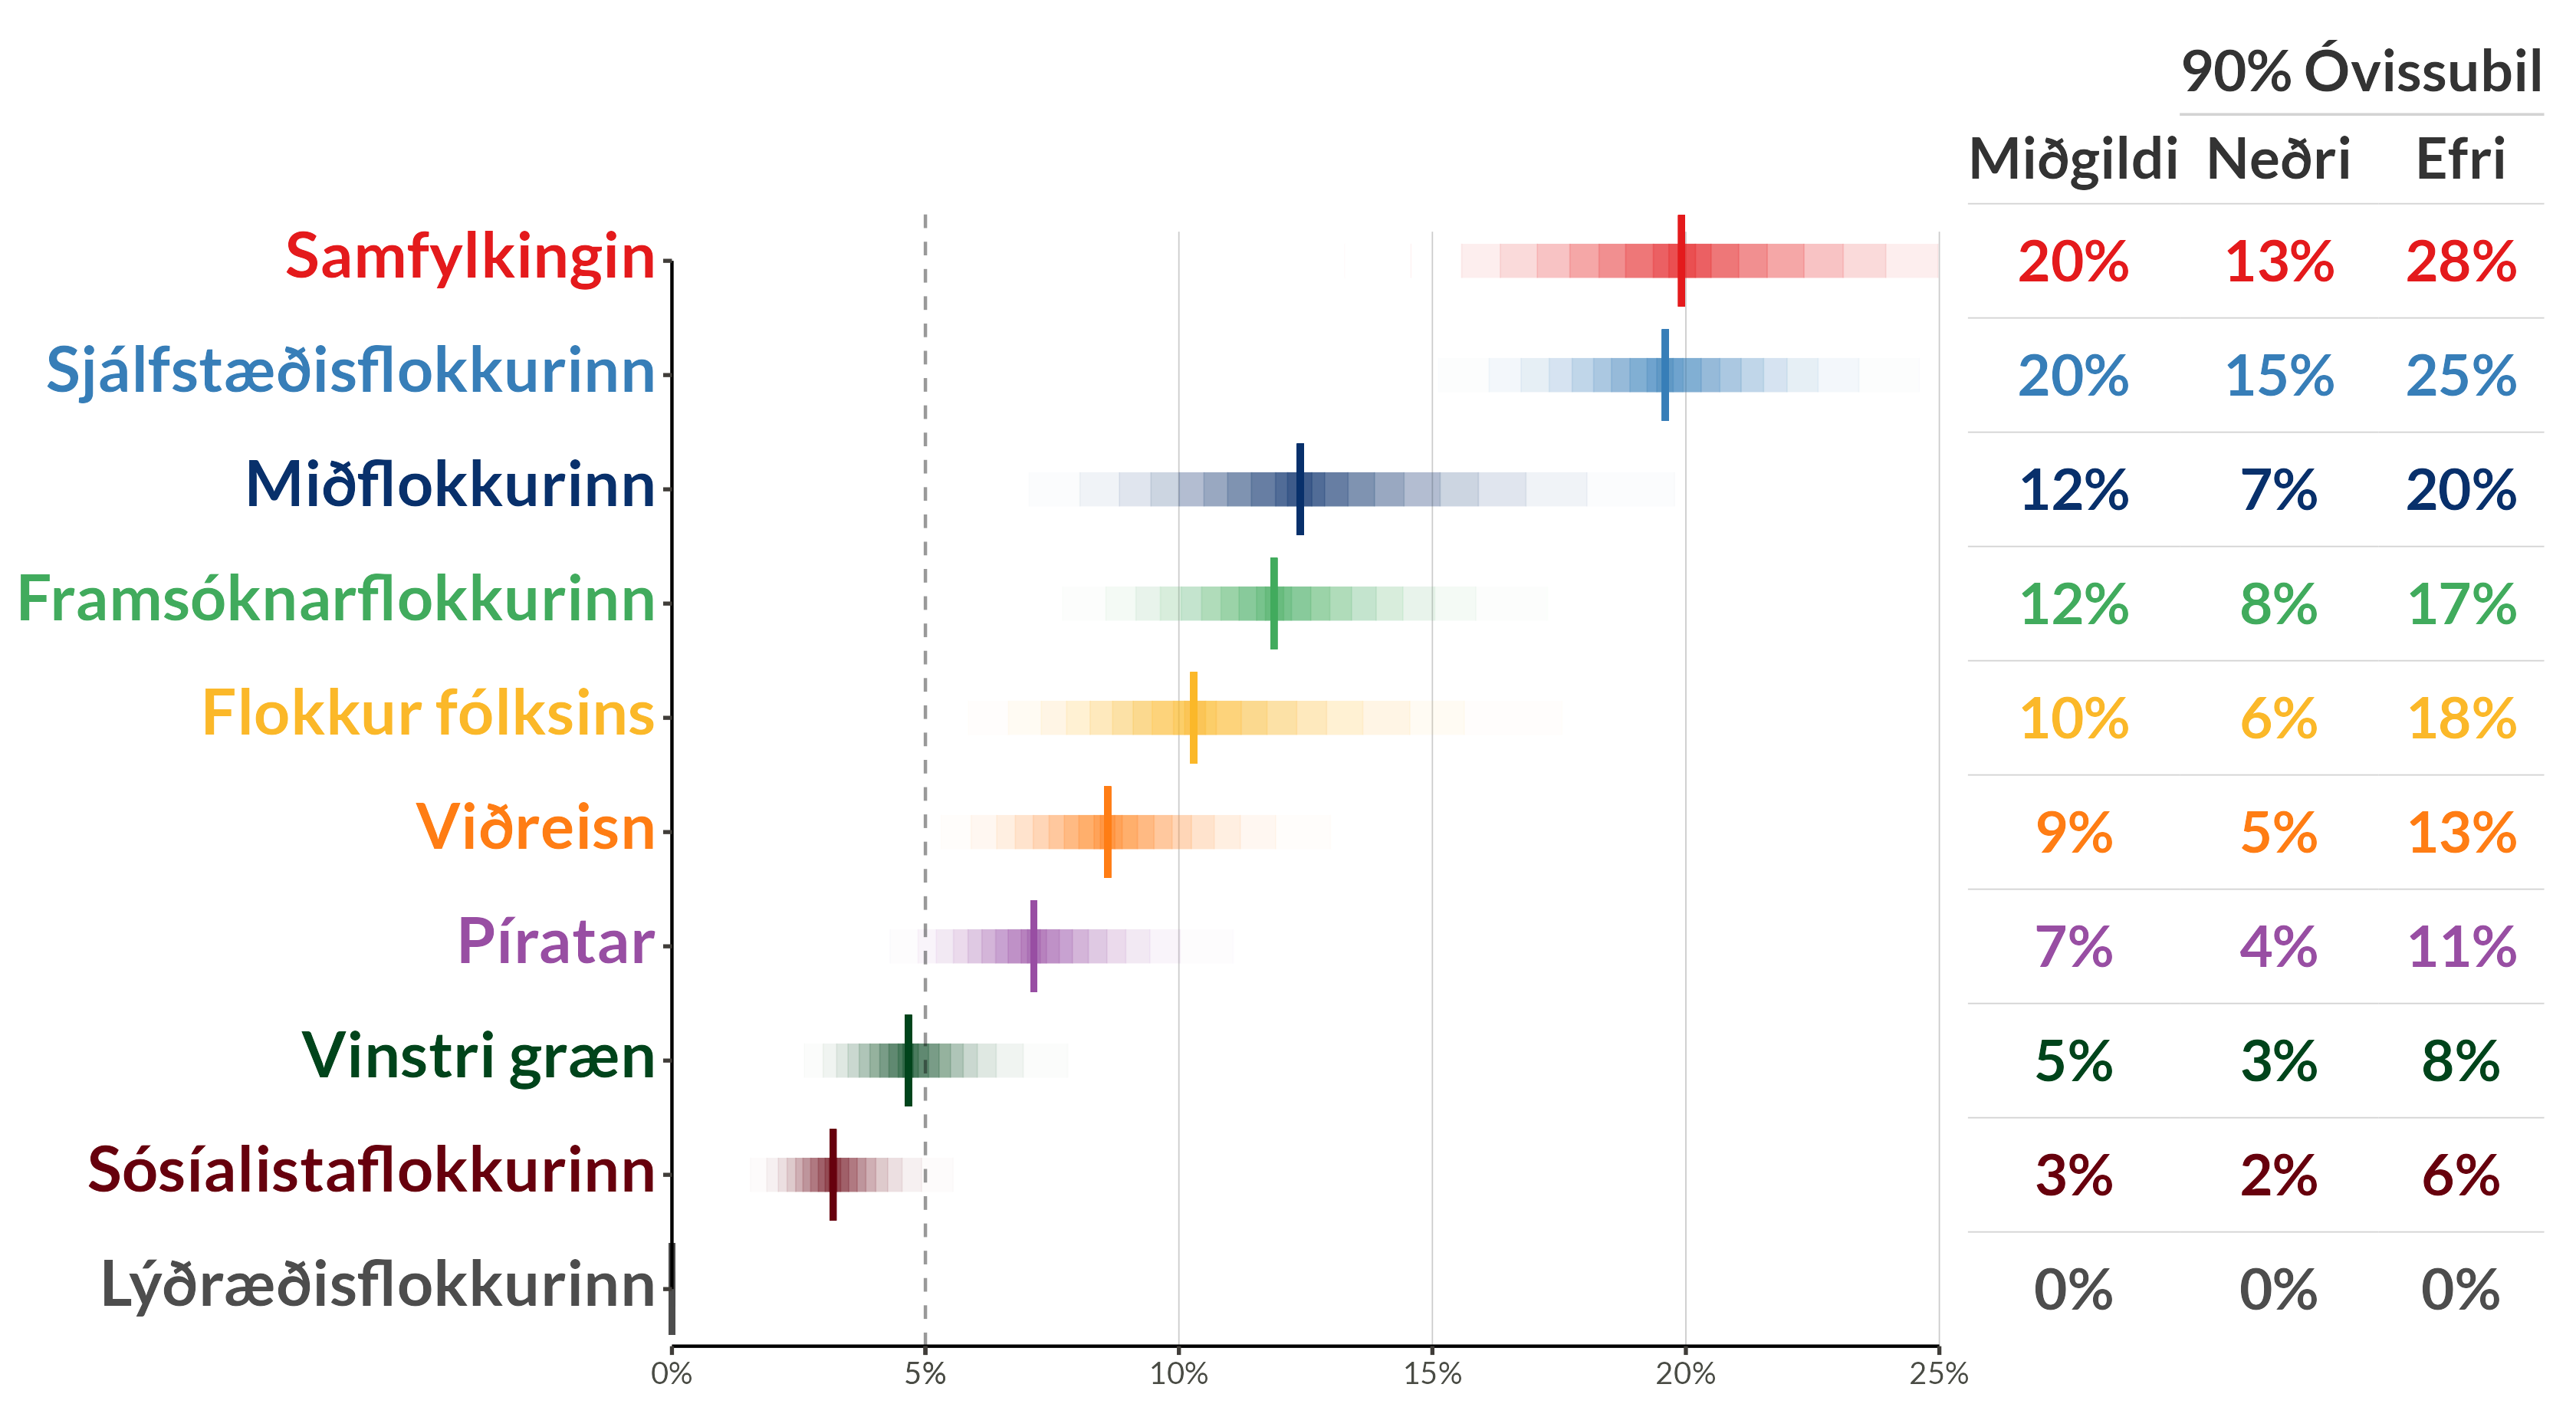 90% Óvissubil
Miðgildi Neðri Efri
Samfylkingin 20% 13% 28%
Sjálfstæðisflokkurinn 20% 15% 25%
Miðflokkurinn 12% 7% 20%
Framsóknarflokkurinn 12% 8% 17%
Flokkur fólksins 10% 6% 18%
Viðreisn 9% 5% 13%
Píratar 7% 4% 11%
Vinstri græn 5% 3% 8%
Sósíalistaflokkurinn 3% 2% 6%
Lýðræðisflokkurinn 0% 0% 0%
0% 5% 10% 15% 20% 25%